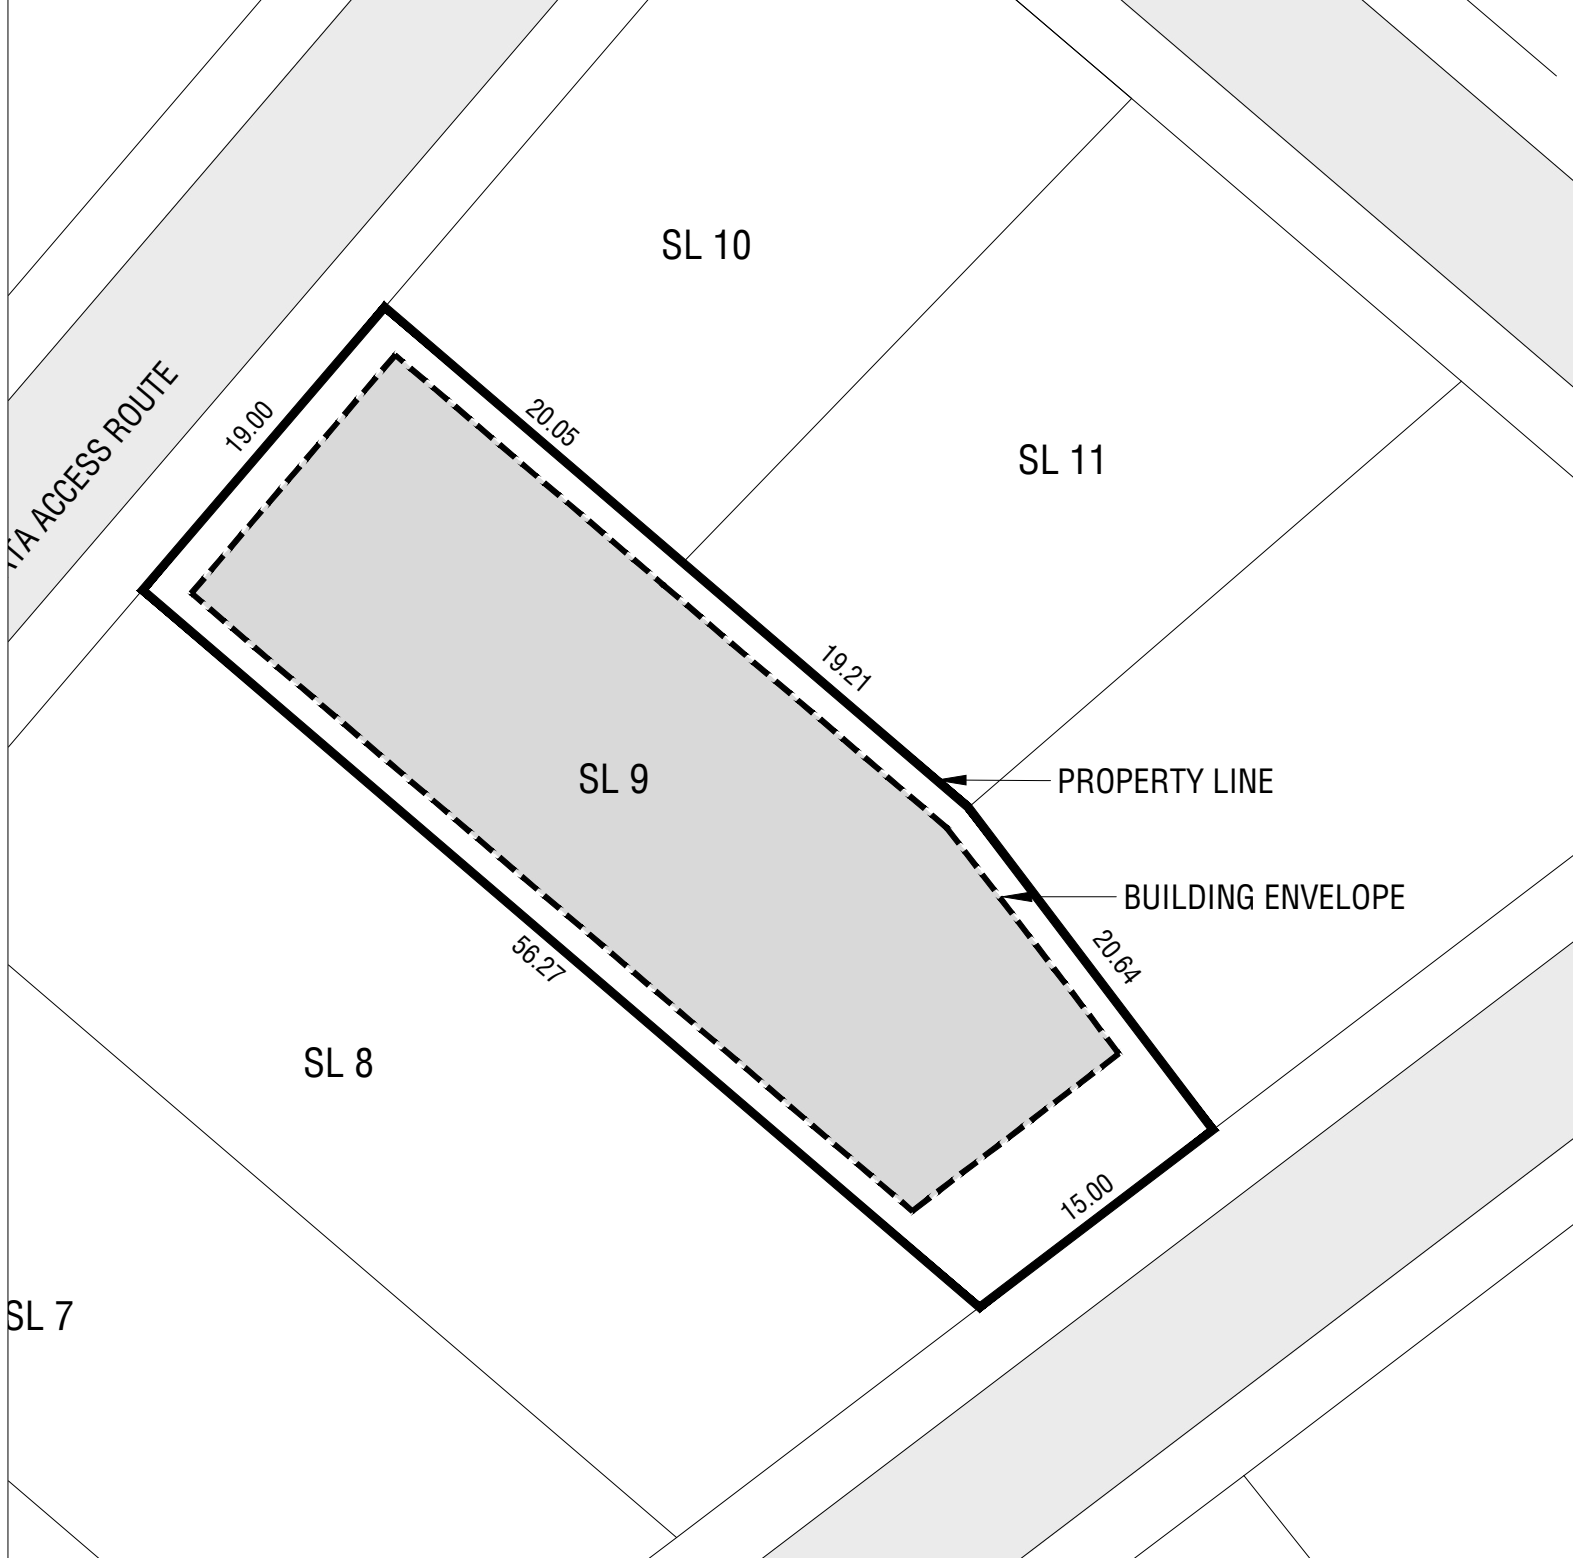 SL 10
19.00
20.05
TA ACCESS ROUTE
SL 11
19.21
SL 9
PROPERTY LINE
BUILDING ENVELOPE
56.27
20.64
SL 8
15.00
SL 7